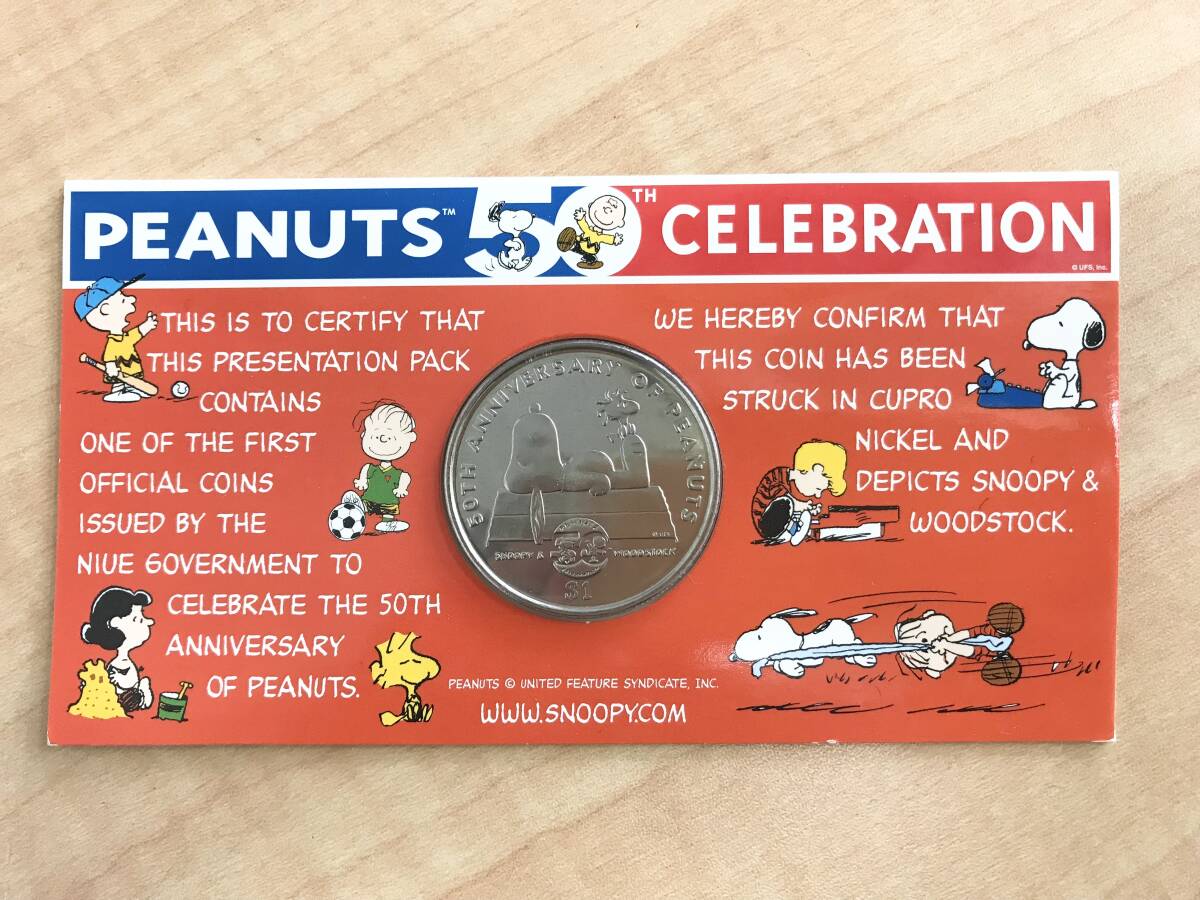 PEANUTS™ 50TH CELEBRATION
© UFS, Inc.
THIS IS TO CERTIFY THAT
THIS PRESENTATION PACK
CONTAINS
ONE OF THE FIRST
OFFICIAL COINS
ISSUED BY THE
NIUE GOVERNMENT TO
CELEBRATE THE 50TH
ANNIVERSARY
OF PEANUTS.
50TH ANNIVERSARY OF PEANUTS
SNOOPY & WOODSTOCK
50
$1
WE HEREBY CONFIRM THAT
THIS COIN HAS BEEN
STRUCK IN CUPRO
NICKEL AND
DEPICTS SNOOPY &
WOODSTOCK.
PEANUTS © UNITED FEATURE SYNDICATE, INC.
WWW.SNOOPY.COM